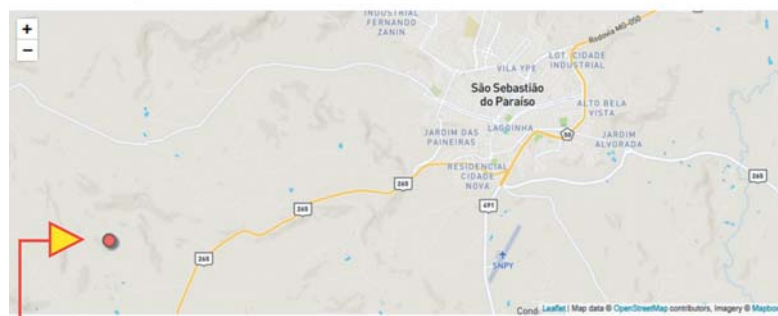 INDUSTRIAL
FERNANDO
ZANIN
+
−
Rodovia MG-050
LOT. CIDADE
INDUSTRIAL
VILA YPE
São Sebastião
do Paraíso
ALTO BELA
VISTA
LAGOINHA
JARDIM DAS
PAINEIRAS
JARDIM
ALVORADA
RESIDENCIAL
CIDADE
NOVA
265
265
265
491
265
265
SNPY
Cond
Leaflet | Map data © OpenStreetMap contributors, Imagery © Mapbox